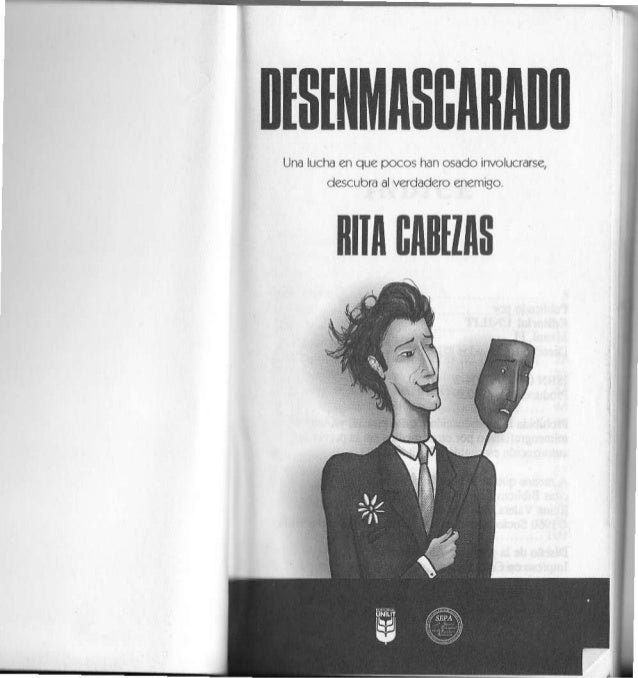 DESENMASCARADO
Una lucha en que pocos han osado involucrarse,
descubra al verdadero enemigo.
RITA CABEZAS
EDITORIAL
UNILIT
SEPA